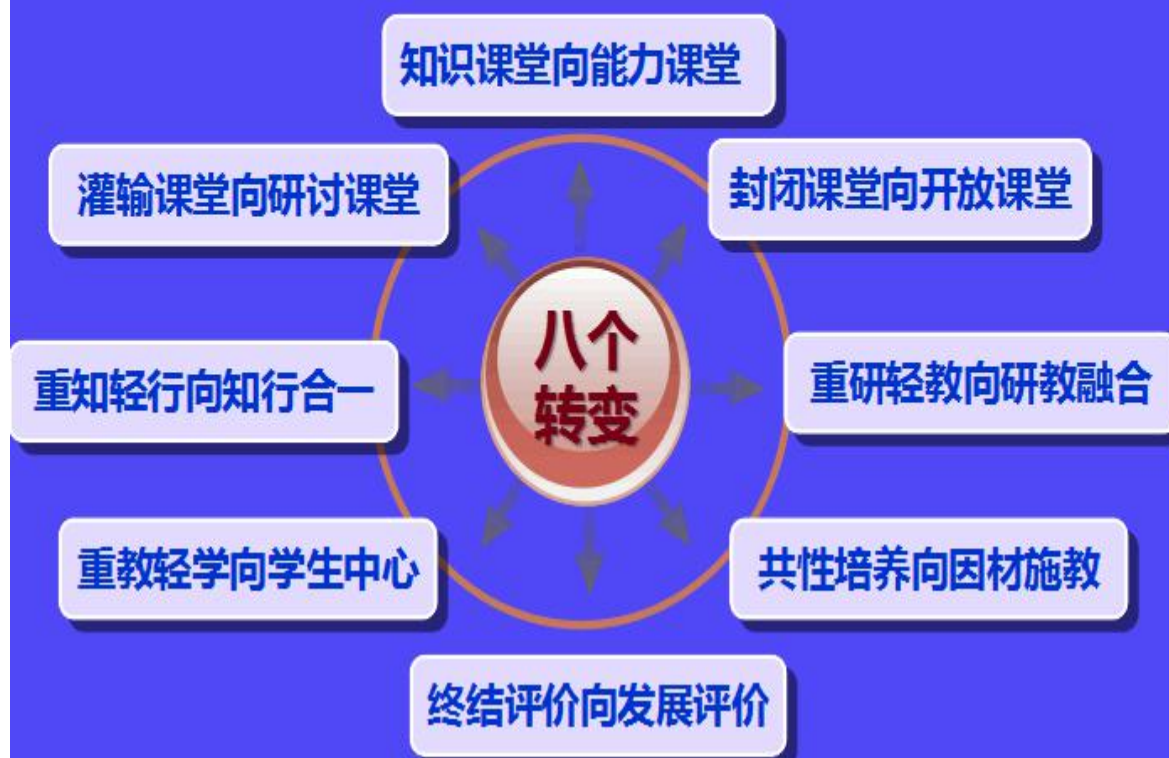 知识课堂向能力课堂
灌输课堂向研讨课堂
封闭课堂向开放课堂
八个
转变
重知轻行向知行合一
重研轻教向研教融合
重教轻学向学生中心
共性培养向因材施教
终结评价向发展评价